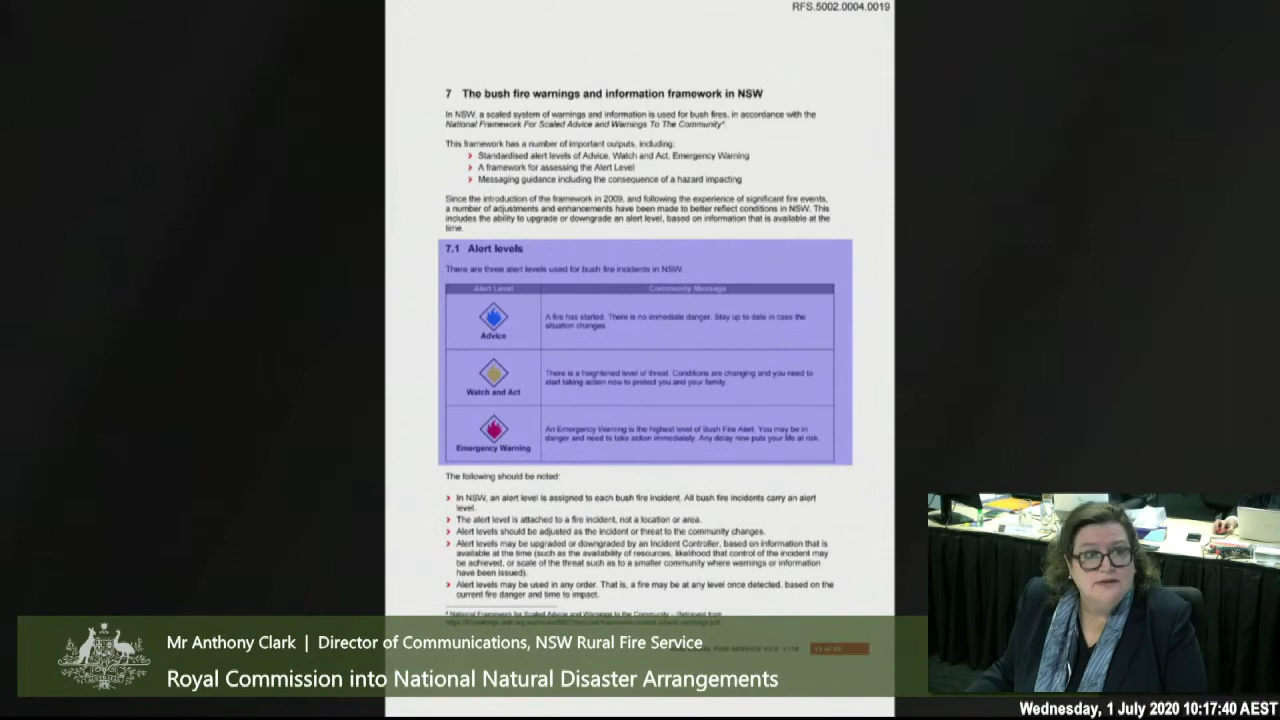 RFS.5002.0004.0019
7 The bush fire warnings and information framework in NSW
In NSW, a scaled system of warnings and information is used for bush fires, in accordance with the
National Framework For Scaled Advice and Warnings To The Community⁴.
This framework has a number of important outputs, including:
› Standardised alert levels of Advice, Watch and Act, Emergency Warning
› A framework for assessing the Alert Level
› Messaging guidance including the consequence of a hazard impacting
Since the introduction of the framework in 2009, and following the experience of significant fire events,
a number of adjustments and enhancements have been made to better reflect conditions in NSW. This
includes the ability to upgrade or downgrade an alert level, based on information that is available at the
time.
7.1 Alert levels
There are three alert levels used for bush fire incidents in NSW.
Alert Level Community Message
A fire has started. There is no immediate danger. Stay up to date in case the
situation changes.
Advice
There is a heightened level of threat. Conditions are changing and you need to
start taking action now to protect you and your family.
Watch and Act
An Emergency Warning is the highest level of Bush Fire Alert. You may be in
danger and need to take action immediately. Any delay now puts your life at risk.
Emergency Warning
The following should be noted:
› In NSW, an alert level is assigned to each bush fire incident. All bush fire incidents carry an alert
level.
› The alert level is attached to a fire incident, not a location or area.
› Alert levels should be adjusted as the incident or threat to the community changes.
› Alert levels may be upgraded or downgraded by an Incident Controller, based on information that is
available at the time (such as the availability of resources, likelihood that control of the incident may
be achieved, or scale of the threat such as to a smaller community where warnings or information
have been issued).
› Alert levels may be used in any order. That is, a fire may be at any level once detected, based on the
current fire danger and time to impact.
National Framework for Scaled Advice and Warnings to the Community – Retrieved from
Mr Anthony Clark | Director of Communications, NSW Rural Fire Service
Royal Commission into National Natural Disaster Arrangements
Wednesday, 1 July 2020 10:17:40 AEST